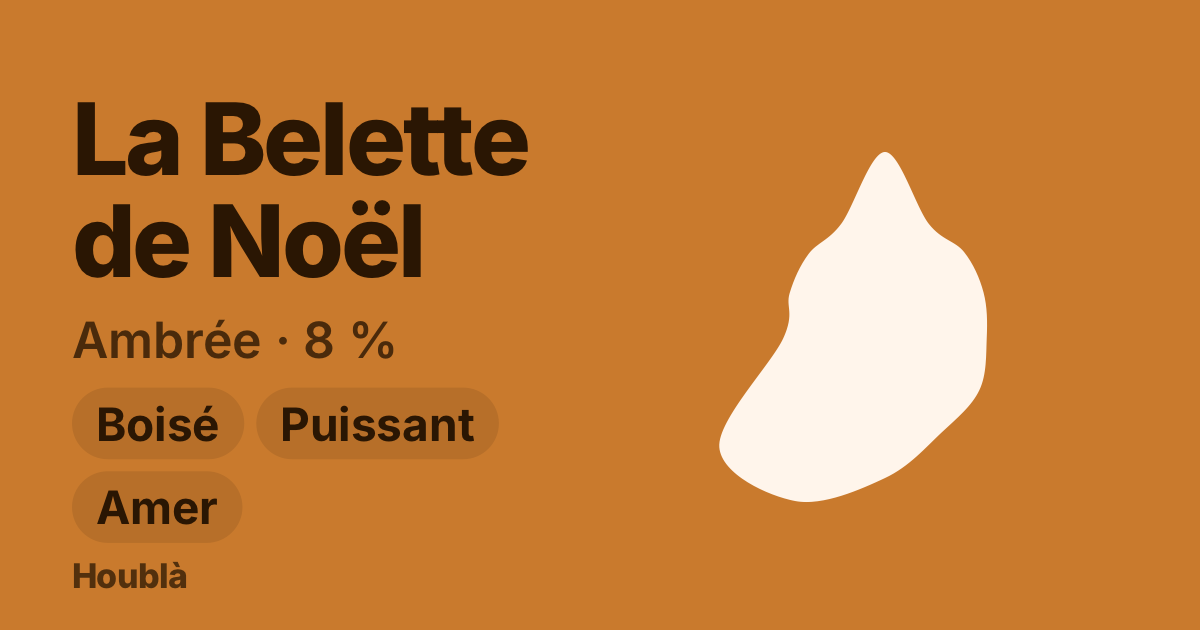 La Belette
de Noël
Ambrée · 8 %
Boisé Puissant
Amer
Houblà